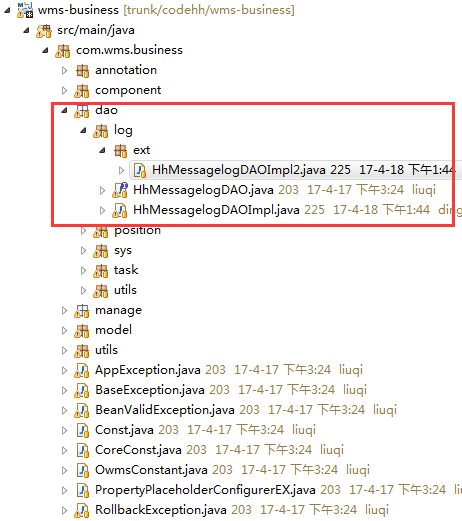 wms-business [trunk/codehh/wms-business]
src/main/java
com.wms.business
annotation
component
dao
log
ext
HhMessagelogDAOImpl2.java 225 17-4-18 下午1:44
HhMessagelogDAO.java 203 17-4-17 下午3:24 liuqi
HhMessagelogDAOImpl.java 225 17-4-18 下午1:44 ding
position
sys
task
utils
manage
model
utils
AppException.java 203 17-4-17 下午3:24 liuqi
BaseException.java 203 17-4-17 下午3:24 liuqi
BeanValidException.java 203 17-4-17 下午3:24 liuqi
Const.java 203 17-4-17 下午3:24 liuqi
CoreConst.java 203 17-4-17 下午3:24 liuqi
OwmsConstant.java 203 17-4-17 下午3:24 liuqi
PropertyPlaceholderConfigurerEX.java 203 17-4-17 下午3:24
RollbackException.java 203 17-4-17 下午3:24 liuqi